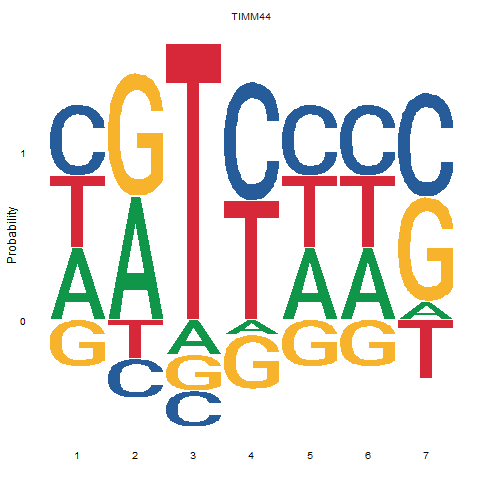 TIMM44
1
Probability
0
C G T C C C C
T A T T T G
A A A A A
G T A G G G T
C G
C
1 2 3 4 5 6 7